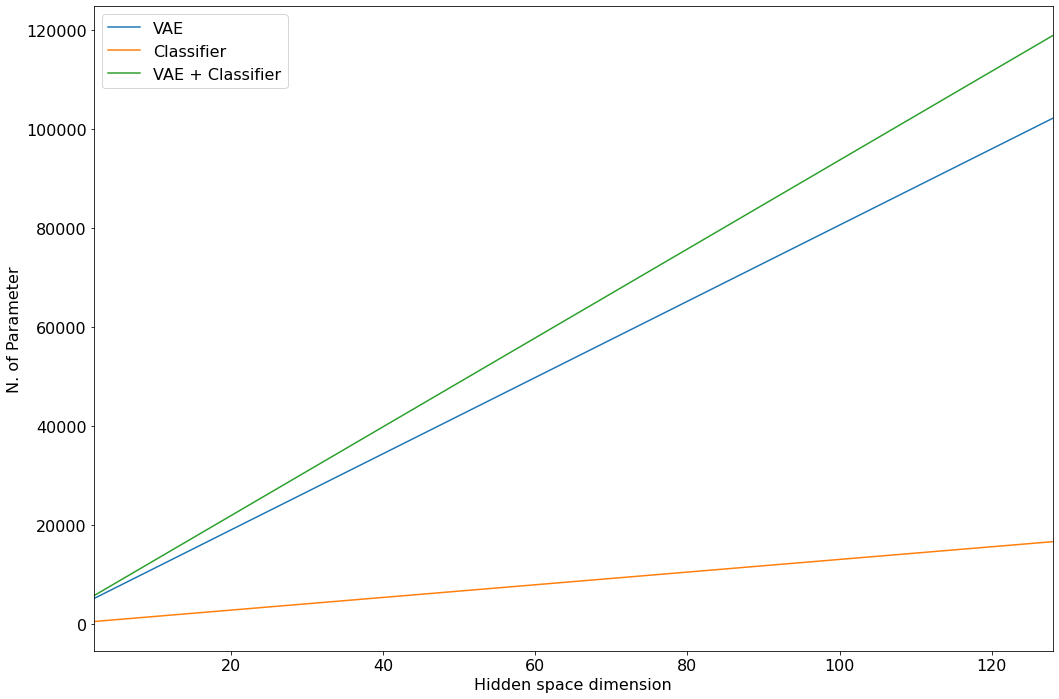 VAE
Classifier
VAE + Classifier
120000
100000
80000
60000
40000
20000
0
N. of Parameter
20 40 60 80 100 120
Hidden space dimension